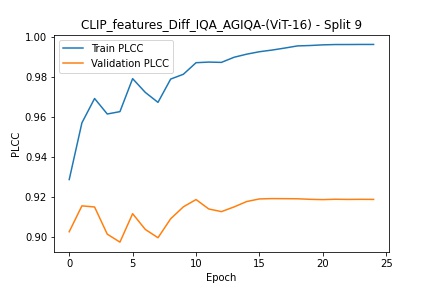 CLIP_features_Diff_IQA_AGIQA-(ViT-16) - Split 9
1.00
0.98
0.96
0.94
0.92
0.90
PLCC
Train PLCC
Validation PLCC
0
5
10
15
20
25
Epoch